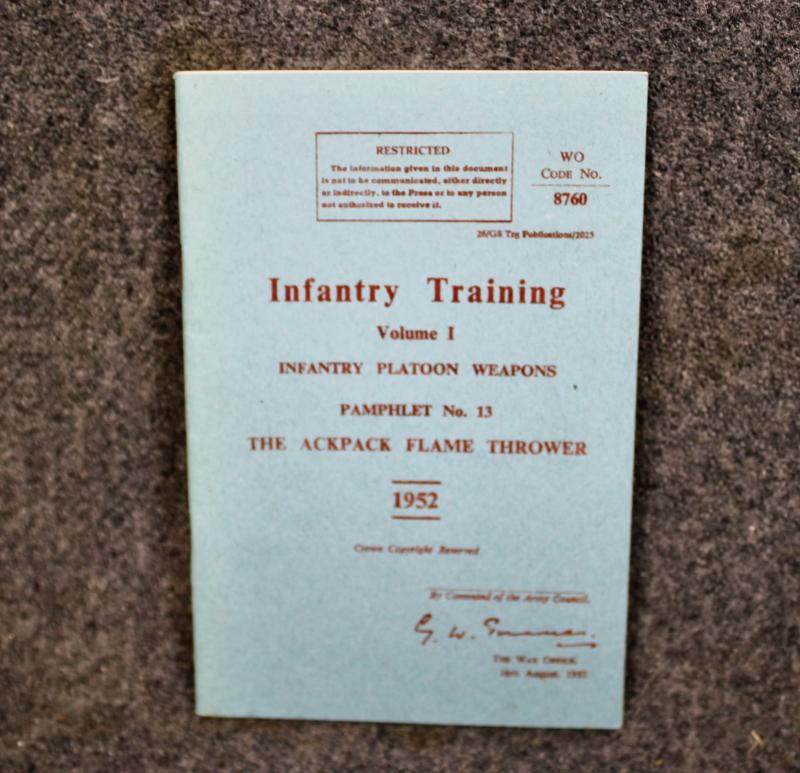 RESTRICTED
The information given in this document
is not to be communicated, either directly
or indirectly, to the Press or to any person
not authorized to receive it.
WO
CODE No.
8760
26/GS Trg Publications/2025
Infantry Training
Volume I
INFANTRY PLATOON WEAPONS
PAMPHLET No. 13
THE ACKPACK FLAME THROWER
1952
Crown Copyright Reserved
By Command of the Army Council,
G. W.
THE WAR OFFICE,
August, 1952